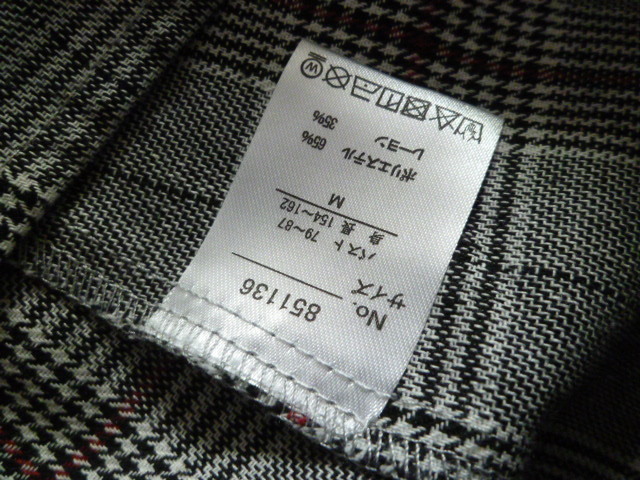 No. 851136
サイズ
バスト 79～87
身 長 154～162
M
ポリエステル 65%
レーヨン 35%
W